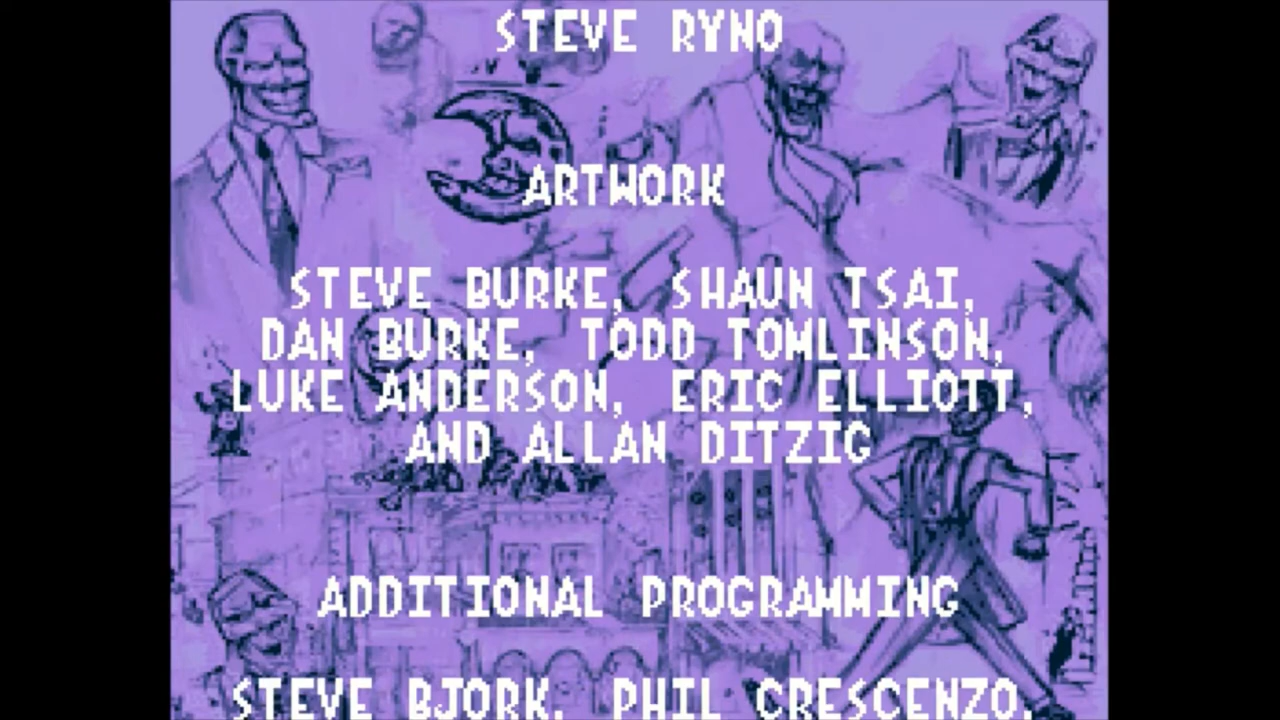 STEVE RYNO
ARTWORK
STEVE BURKE, SHAUN TSAI,
DAN BURKE, TODD TOMLINSON,
LUKE ANDERSON, ERIC ELLIOTT,
AND ALLAN DITZIG
ADDITIONAL PROGRAMMING
STEVE BJORK, PHIL CRESCENZO,